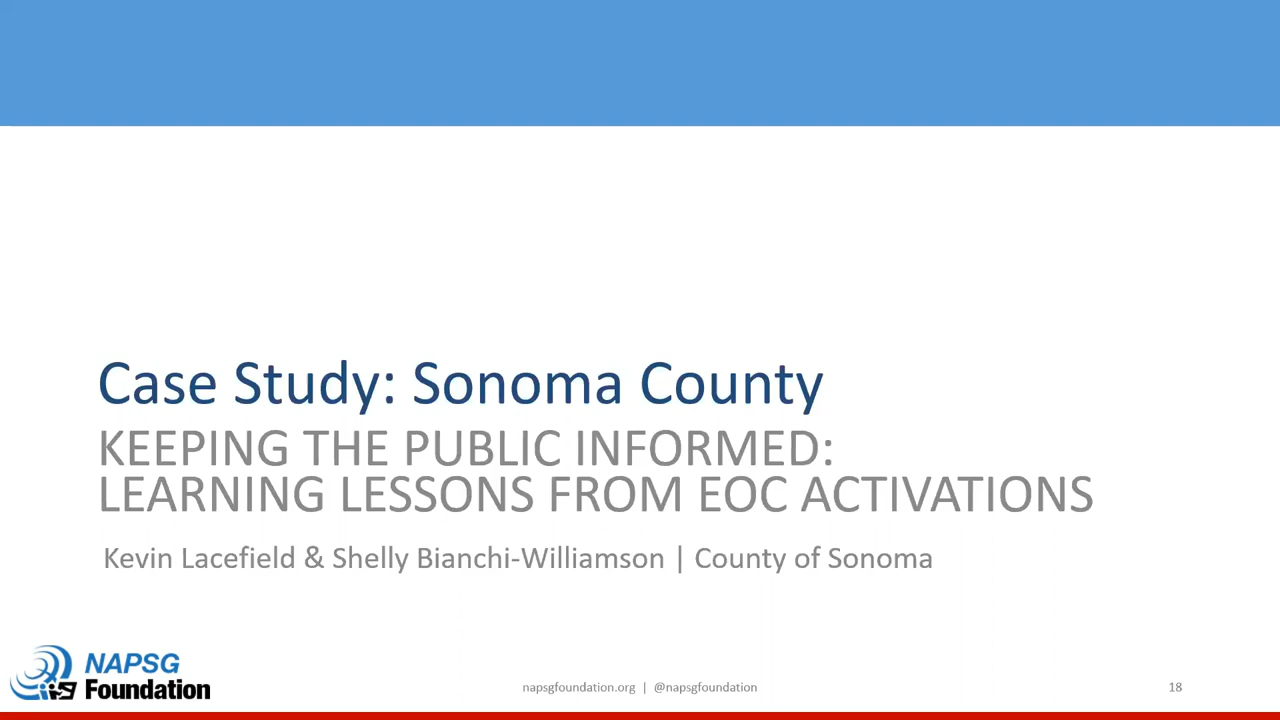 Case Study: Sonoma County
KEEPING THE PUBLIC INFORMED:
LEARNING LESSONS FROM EOC ACTIVATIONS
Kevin Lacefield & Shelly Bianchi-Williamson | County of Sonoma
NAPSG
Foundation
napsgfoundation.org | @napsgfoundation
18